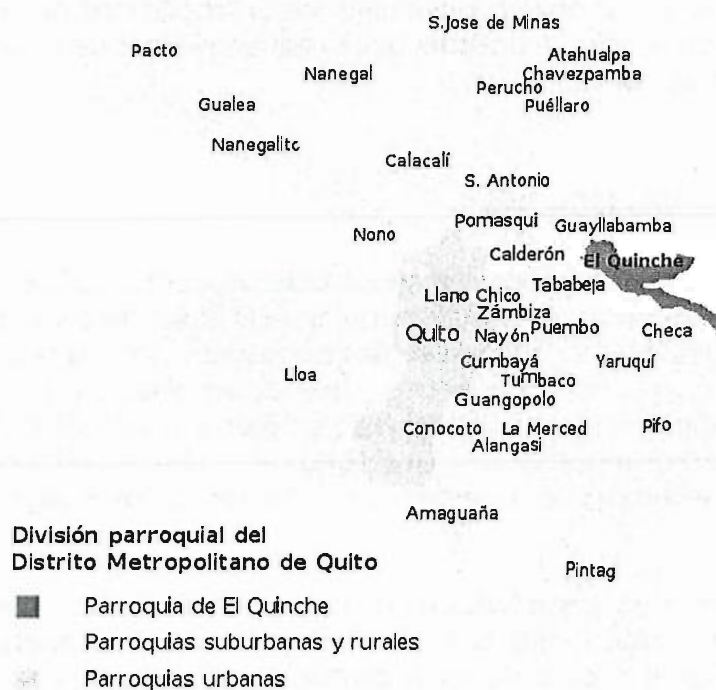 S.Jose de Minas
Pacto
Atahualpa
Nanegal
Chavezpamba
Perucho
Gualea
Puéllaro
Nanegalitc
Calacalí
S. Antonio
Pomasqui
Guayllabamba
Nono
Calderón
El Quinche
Tababeja
Llano Chico
Zámbiza
Quito
Nayón
Puembo
Checa
Cumbayá
Yaruquí
Lloa
Tumbaco
Guangopolo
Conocoto
La Merced
Pifo
Alangasi
Amaguaña
División parroquial del
Distrito Metropolitano de Quito
Pintag
Parroquia de El Quinche
Parroquias suburbanas y rurales
Parroquias urbanas